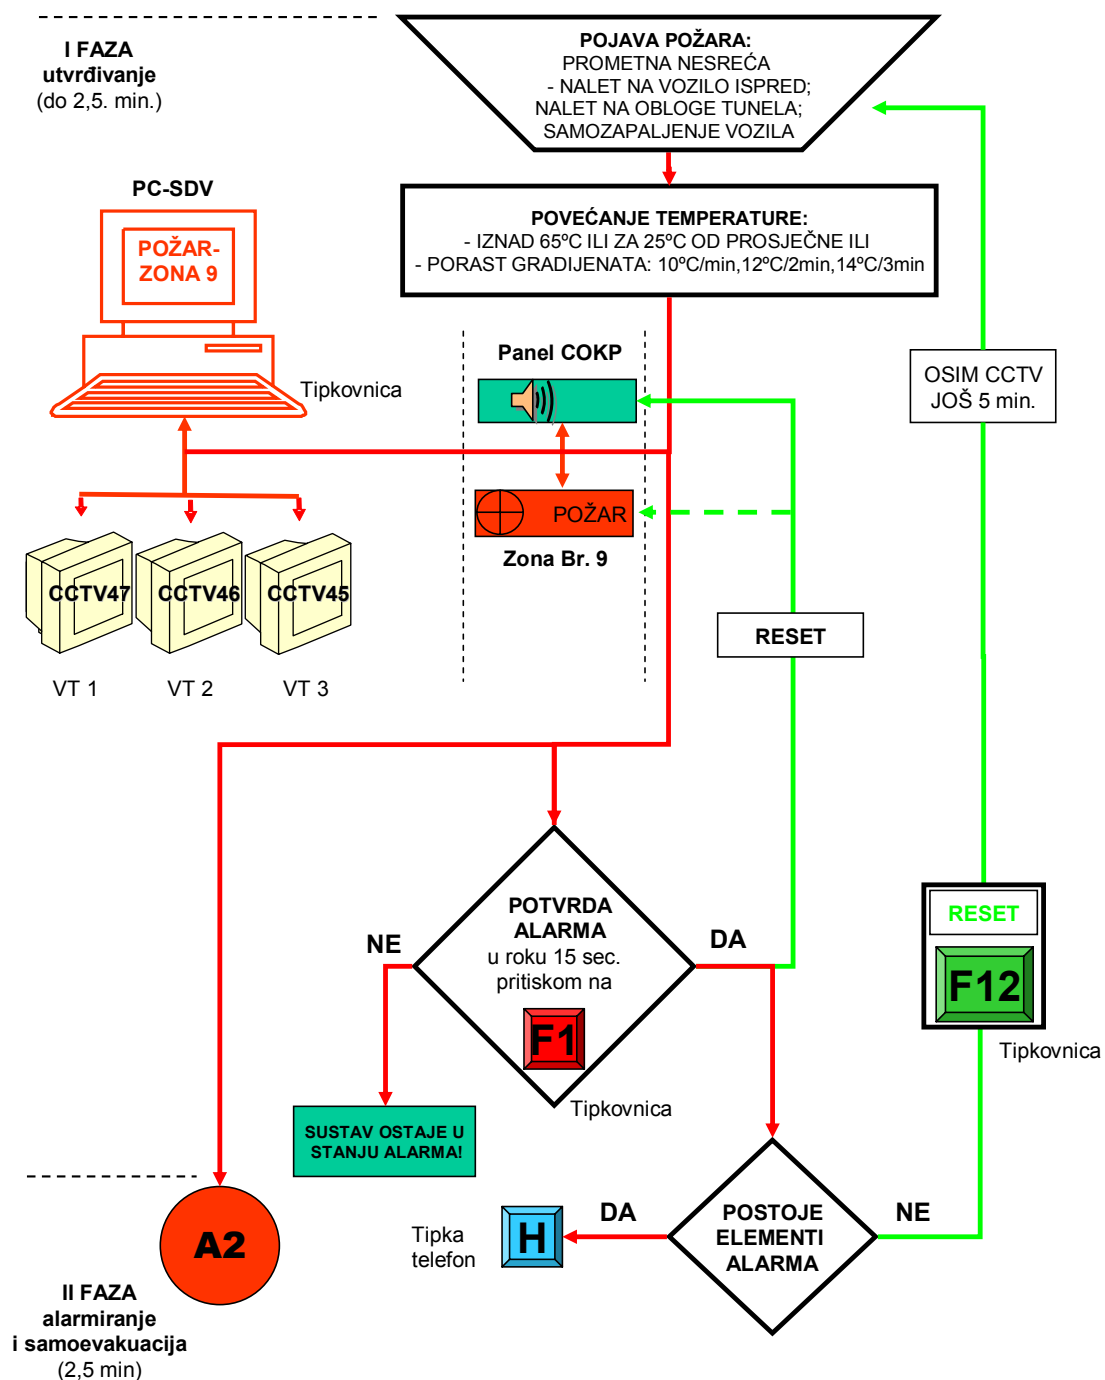 I FAZA
utvrđivanje
(do 2,5. min.)
POJAVA POŽARA:
PROMETNA NESREĆA
- NALET NA VOZILO ISPRED;
NALET NA OBLOGE TUNELA;
SAMOZAPALJENJE VOZILA
PC-SDV
POŽAR-
ZONA 9
Tipkovnica
POVEĆANJE TEMPERATURE:
- IZNAD 65ºC ILI ZA 25ºC OD PROSJEČNE ILI
- PORAST GRADIJENATA: 10ºC/min,12ºC/2min,14ºC/3min
Panel COKP
POŽAR
Zona Br. 9
OSIM CCTV
JOŠ 5 min.
CCTV47
CCTV46
CCTV45
VT 1
VT 2
VT 3
RESET
POTVRDA
ALARMA
u roku 15 sec.
pritiskom na
F1
Tipkovnica
NE
DA
RESET
F12
Tipkovnica
SUSTAV OSTAJE U
STANJU ALARMA!
POSTOJE
ELEMENTI
ALARMA
DA
NE
H
Tipka
telefon
A2
II FAZA
alarmiranje
i samoevakuacija
(2,5 min)